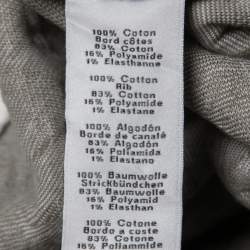 100% Coton
Bord côtes
83% Coton
16% Polyamide
1% Elasthanne
100% Cotton
Rib
83% Cotton
16% Polyamide
1% Elastane
100% Algodón
Borde de canalé
83% Algodón
16% Poliamida
1% Elastano
100% Baumwolle
Strickbündchen
83% Baumwolle
16% Polyamid
1% Elasthan
100% Cotone
Bordo a coste
83% Cotone
16% Poliammide